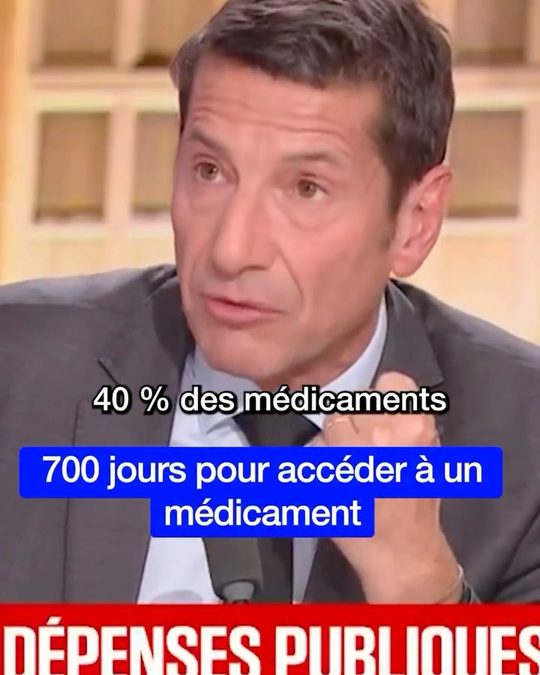 40 % des médicaments
700 jours pour accéder à un
médicament
DÉPENSES PUBLIQUES